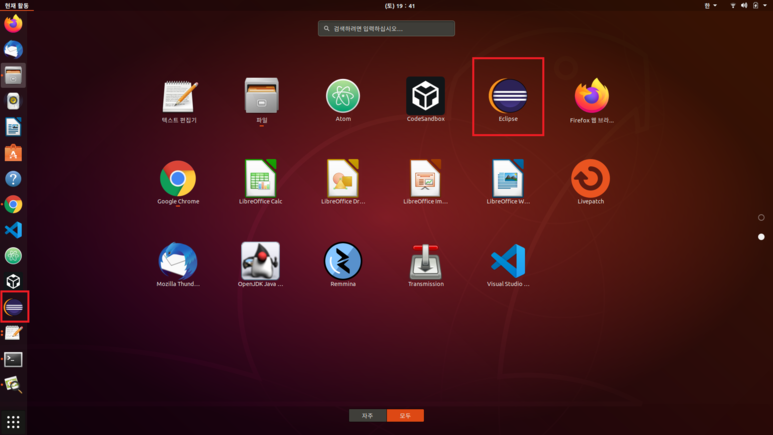 현재 활동
(토) 19 : 41
한
검색하려면 입력하십시오...
텍스트 편집기
파일
Atom
CodeSandbox
Eclipse
Firefox 웹 브라...
Google Chrome
LibreOffice Calc
LibreOffice Dr...
LibreOffice Im...
LibreOffice W...
Livepatch
Mozilla Thund...
OpenJDK Java ...
Remmina
Transmission
Visual Studio ...
자주
모두